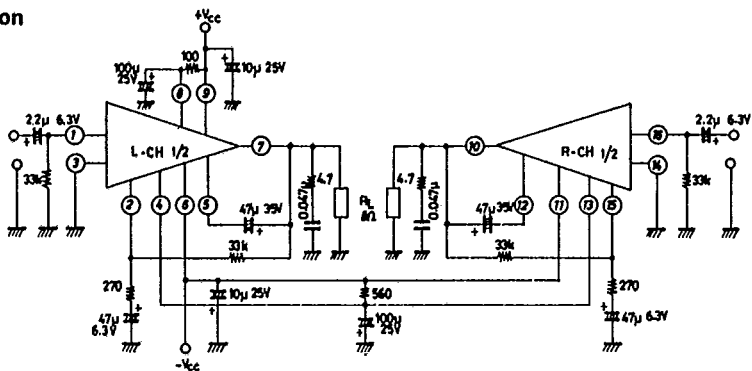 on
+Vcc
100μ
25V
100
10μ 25V
8
9
2.2μ 6.3V
1
3
33k
L-CH 1/2
7
2
4
6
5
47μ 35V
0.047μ
4.7
RL
8Ω
33k
270
47μ
6.3V
10μ 25V
-Vcc
560
100μ
25V
10
R-CH 1/2
16
14
2.2μ 6.3V
33k
4.7
0.047μ
47μ 35V
12
11
13
15
33k
270
47μ 6.3V